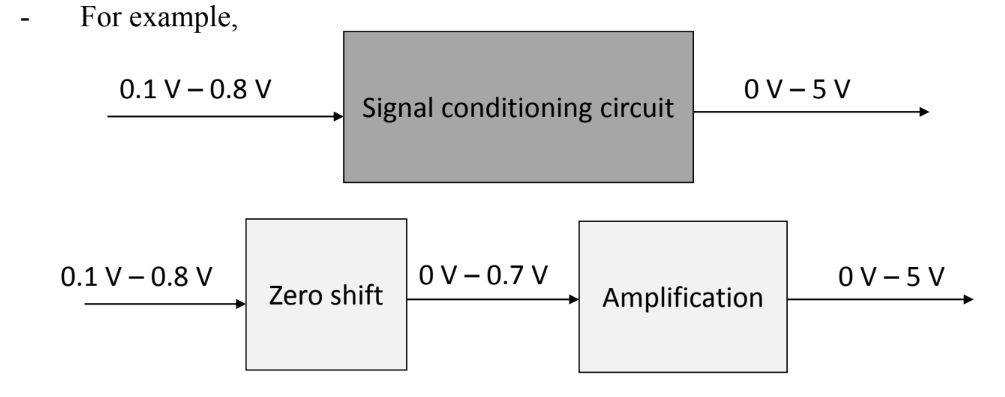 - For example,
0.1 V – 0.8 V
Signal conditioning circuit
0 V – 5 V
0.1 V – 0.8 V
Zero shift
0 V – 0.7 V
Amplification
0 V – 5 V